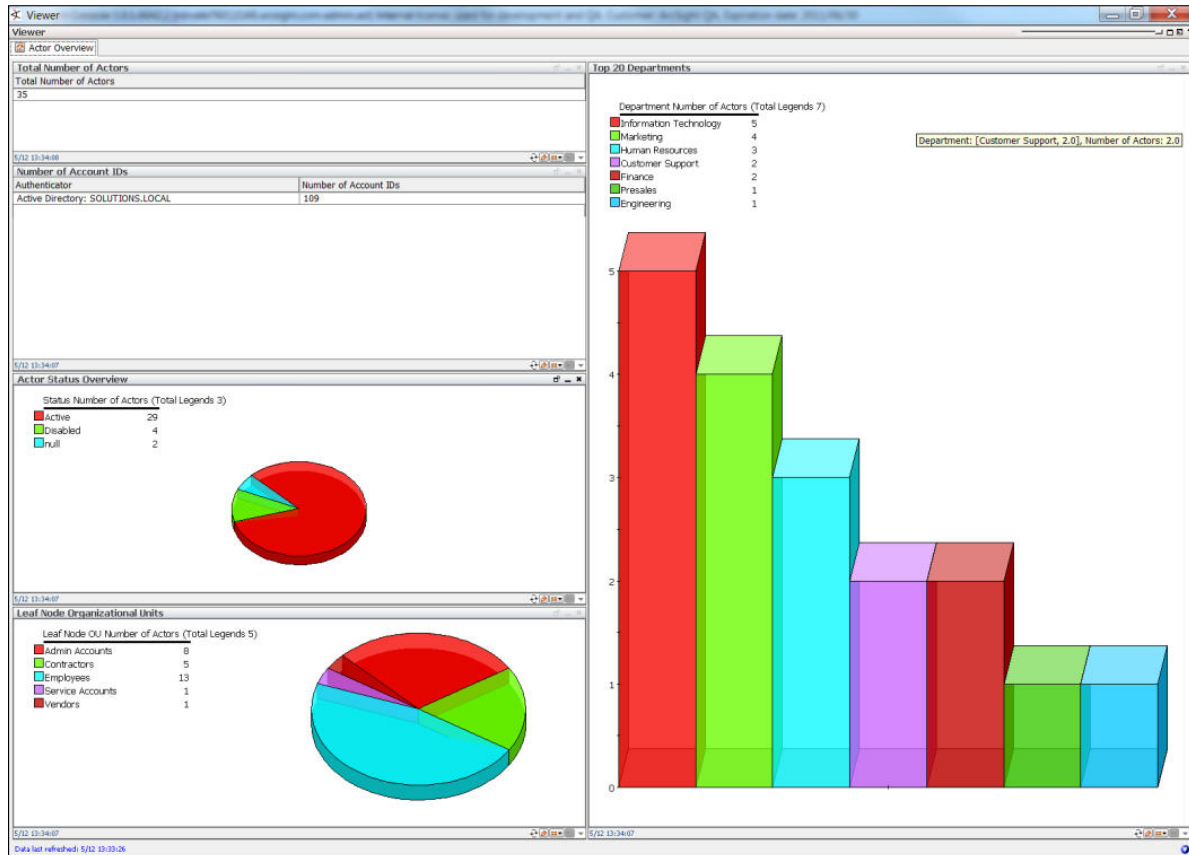 Viewer
Viewer
Actor Overview
Total Number of Actors
Total Number of Actors
35
5/12 13:34:08
Number of Account IDs
Authenticator Number of Account IDs
Active Directory: SOLUTIONS.LOCAL 109
5/12 13:34:07
Actor Status Overview
Status Number of Actors (Total Legends 3)
Active 29
Disabled 4
null 2
5/12 13:34:07
Leaf Node Organizational Units
Leaf Node OU Number of Actors (Total Legends 5)
Admin Accounts 8
Contractors 5
Employees 13
Service Accounts 1
Vendors 1
5/12 13:34:07
Top 20 Departments
Department Number of Actors (Total Legends 7)
Information Technology 5
Marketing 4
Human Resources 3
Customer Support 2
Finance 2
Presales 1
Engineering 1
Department: [Customer Support, 2.0], Number of Actors: 2.0
5
4
3
2
1
0
5/12 13:34:07
Data last refreshed: 5/12 13:33:26